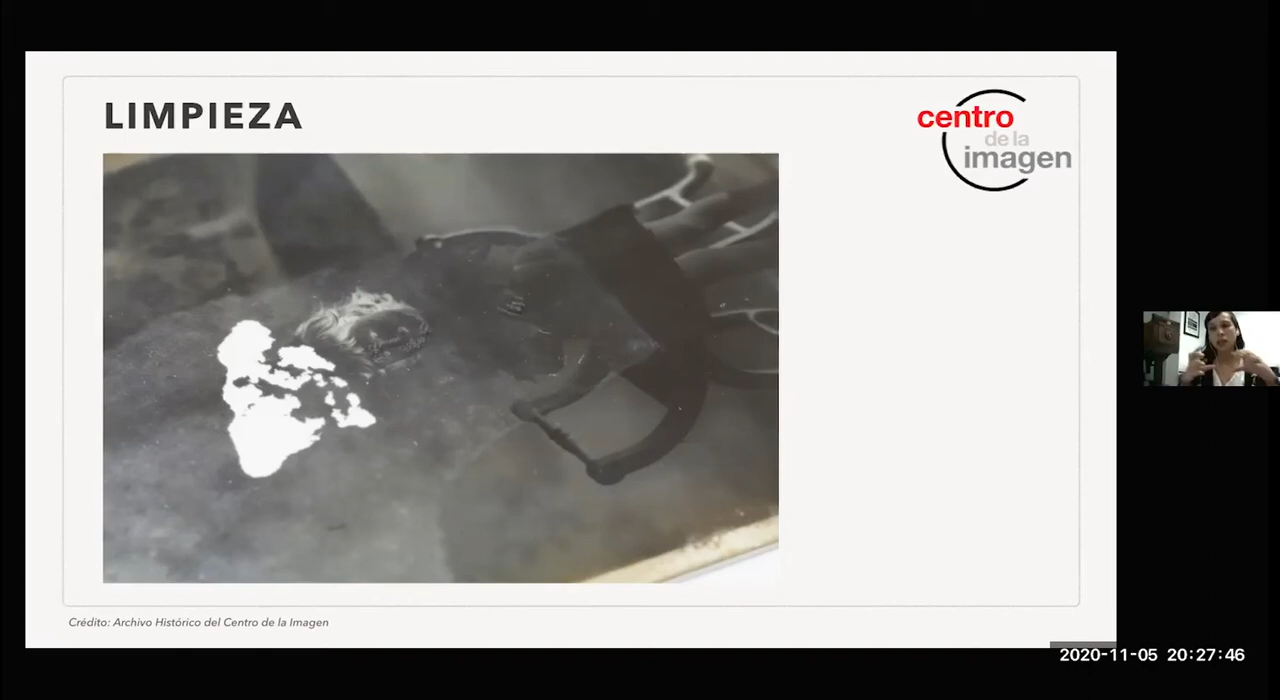 LIMPIEZA
centro
de la
imagen
Crédito: Archivo Histórico del Centro de la Imagen
2020-11-05 20:27:46